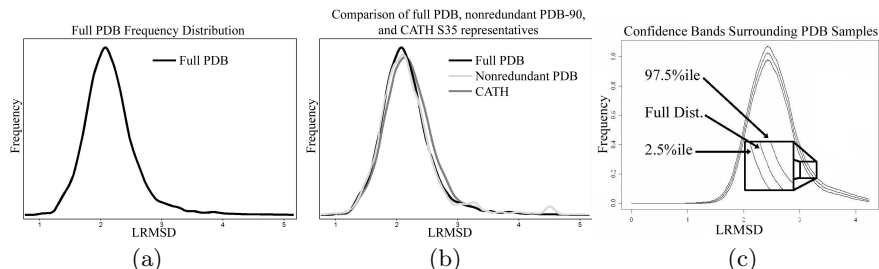 Full PDB Frequency Distribution
Full PDB
Frequency
1 2 3 4 5
LRMSD
(a)
Comparison of full PDB, nonredundant PDB-90,
and CATH S35 representatives
Full PDB
Nonredundant PDB
CATH
Frequency
1 2 3 4 5
LRMSD
(b)
Confidence Bands Surrounding PDB Samples
97.5%ile
Full Dist.
2.5%ile
Frequency
0.0 0.2 0.4 0.6 0.8 1.0
0 1 2 3 4
LRMSD
(c)